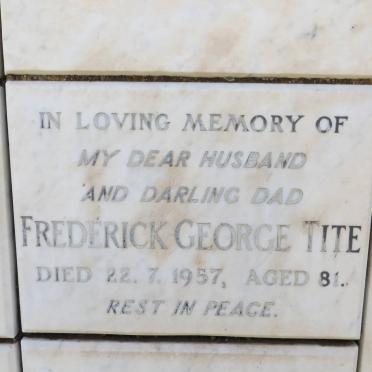 IN LOVING MEMORY OF
MY DEAR HUSBAND
AND DARLING DAD
FREDERICK GEORGE TITE
DIED 22. 7. 1957, AGED 81.
REST IN PEACE.